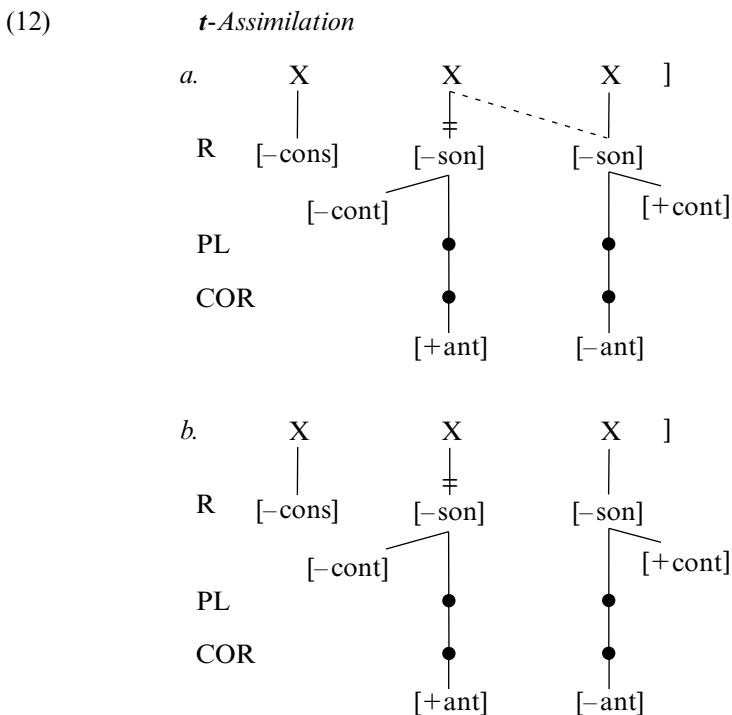 (12) t-Assimilation
a. X X X ]
R [–cons] [–son] [–son]
[–cont] [+cont]
PL
COR
[+ant] [–ant]
b. X X X ]
R [–cons] [–son] [–son]
[–cont] [+cont]
PL
COR
[+ant] [–ant]